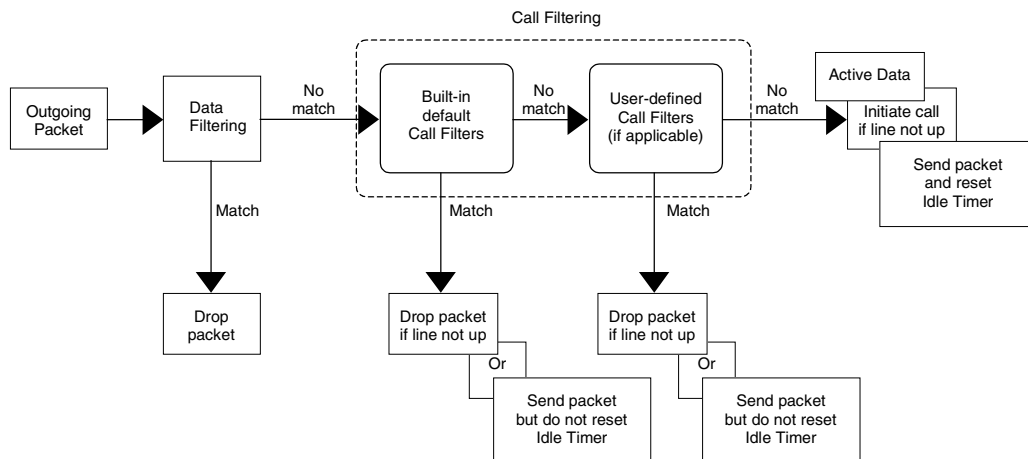 Call Filtering
Outgoing
Packet
Data
Filtering
No
match
Built-in
default
Call Filters
No
match
User-defined
Call Filters
(if applicable)
No
match
Active Data
Initiate call
if line not up
Send packet
and reset
Idle Timer
Match
Match
Match
Drop
packet
Drop packet
if line not up
Or
Send packet
but do not reset
Idle Timer
Drop packet
if line not up
Or
Send packet
but do not reset
Idle Timer